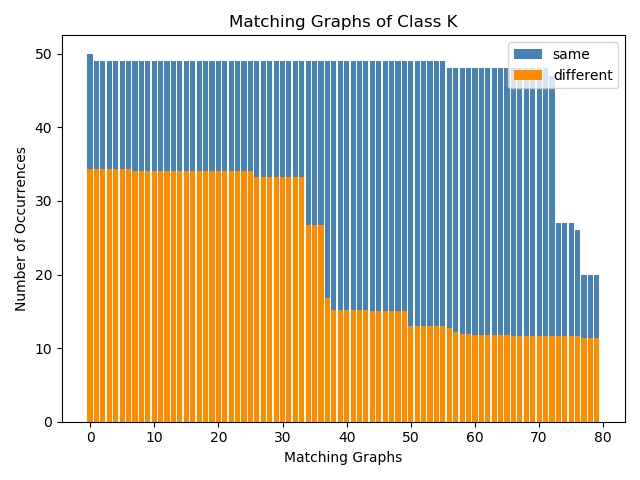 Matching Graphs of Class K
same
different
Number of Occurrences
50
40
30
20
10
0
0 10 20 30 40 50 60 70 80
Matching Graphs